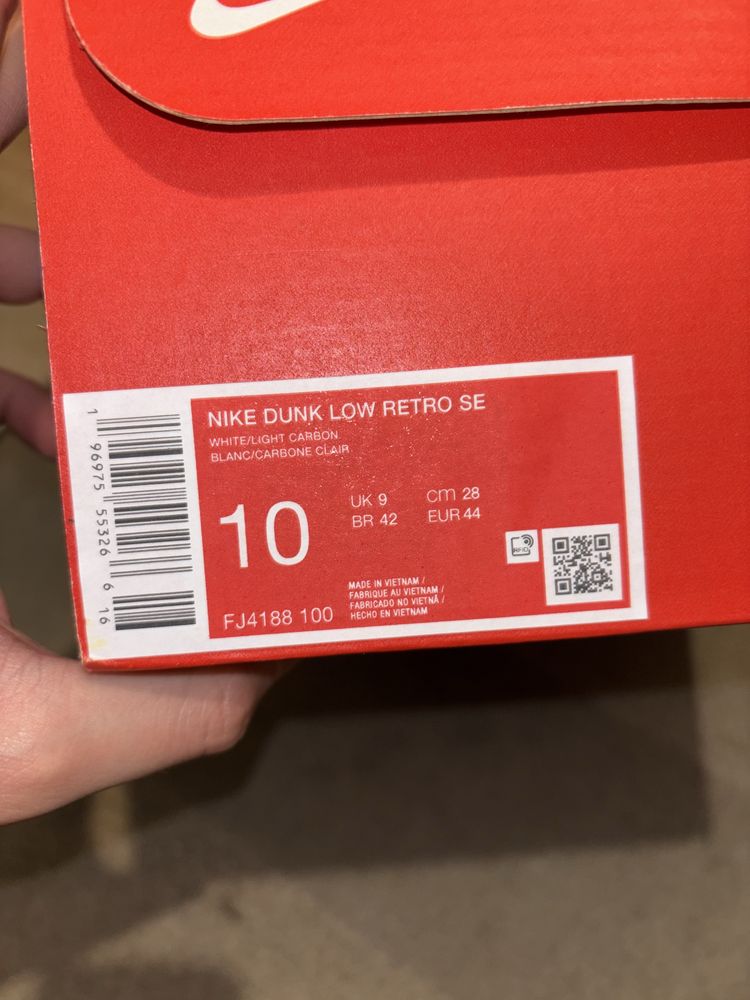 NIKE DUNK LOW RETRO SE
WHITE/LIGHT CARBON
BLANC/CARBONE CLAIR
10
UK 9 cm 28
BR 42 EUR 44
MADE IN VIETNAM /
FABRIQUE AU VIETNAM /
FABRICADO NO VIETNÃ /
HECHO EN VIETNAM
FJ4188 100
1 96975 55326 6 16
RFID